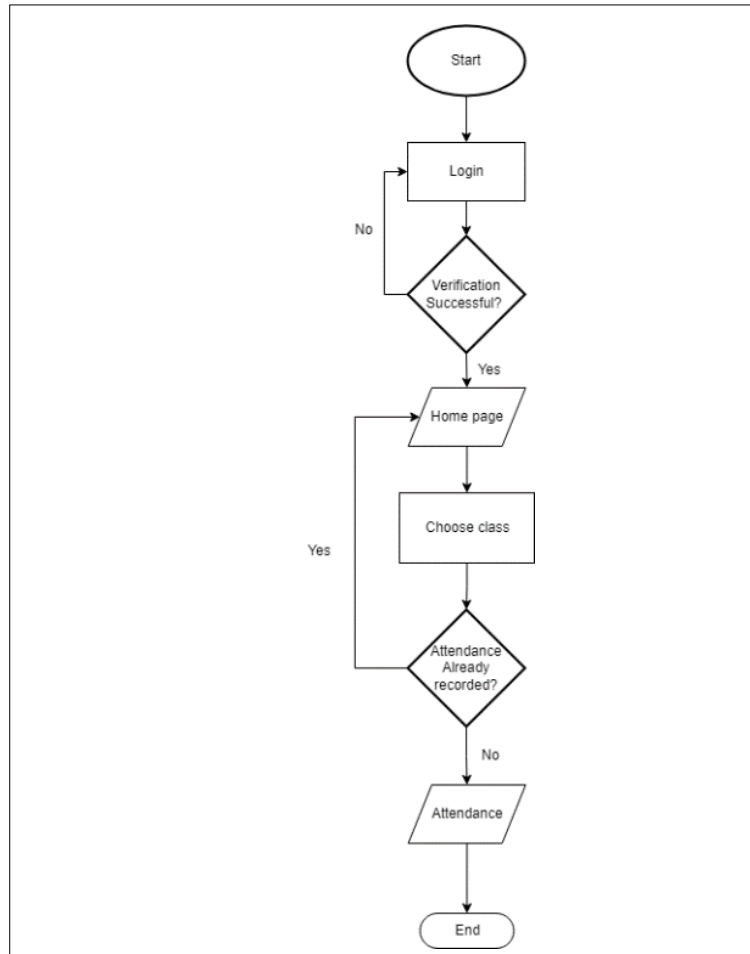 Start
Login
No
Verification
Successful?
Yes
Home page
Choose class
Yes
Attendance
Already
recorded?
No
Attendance
End